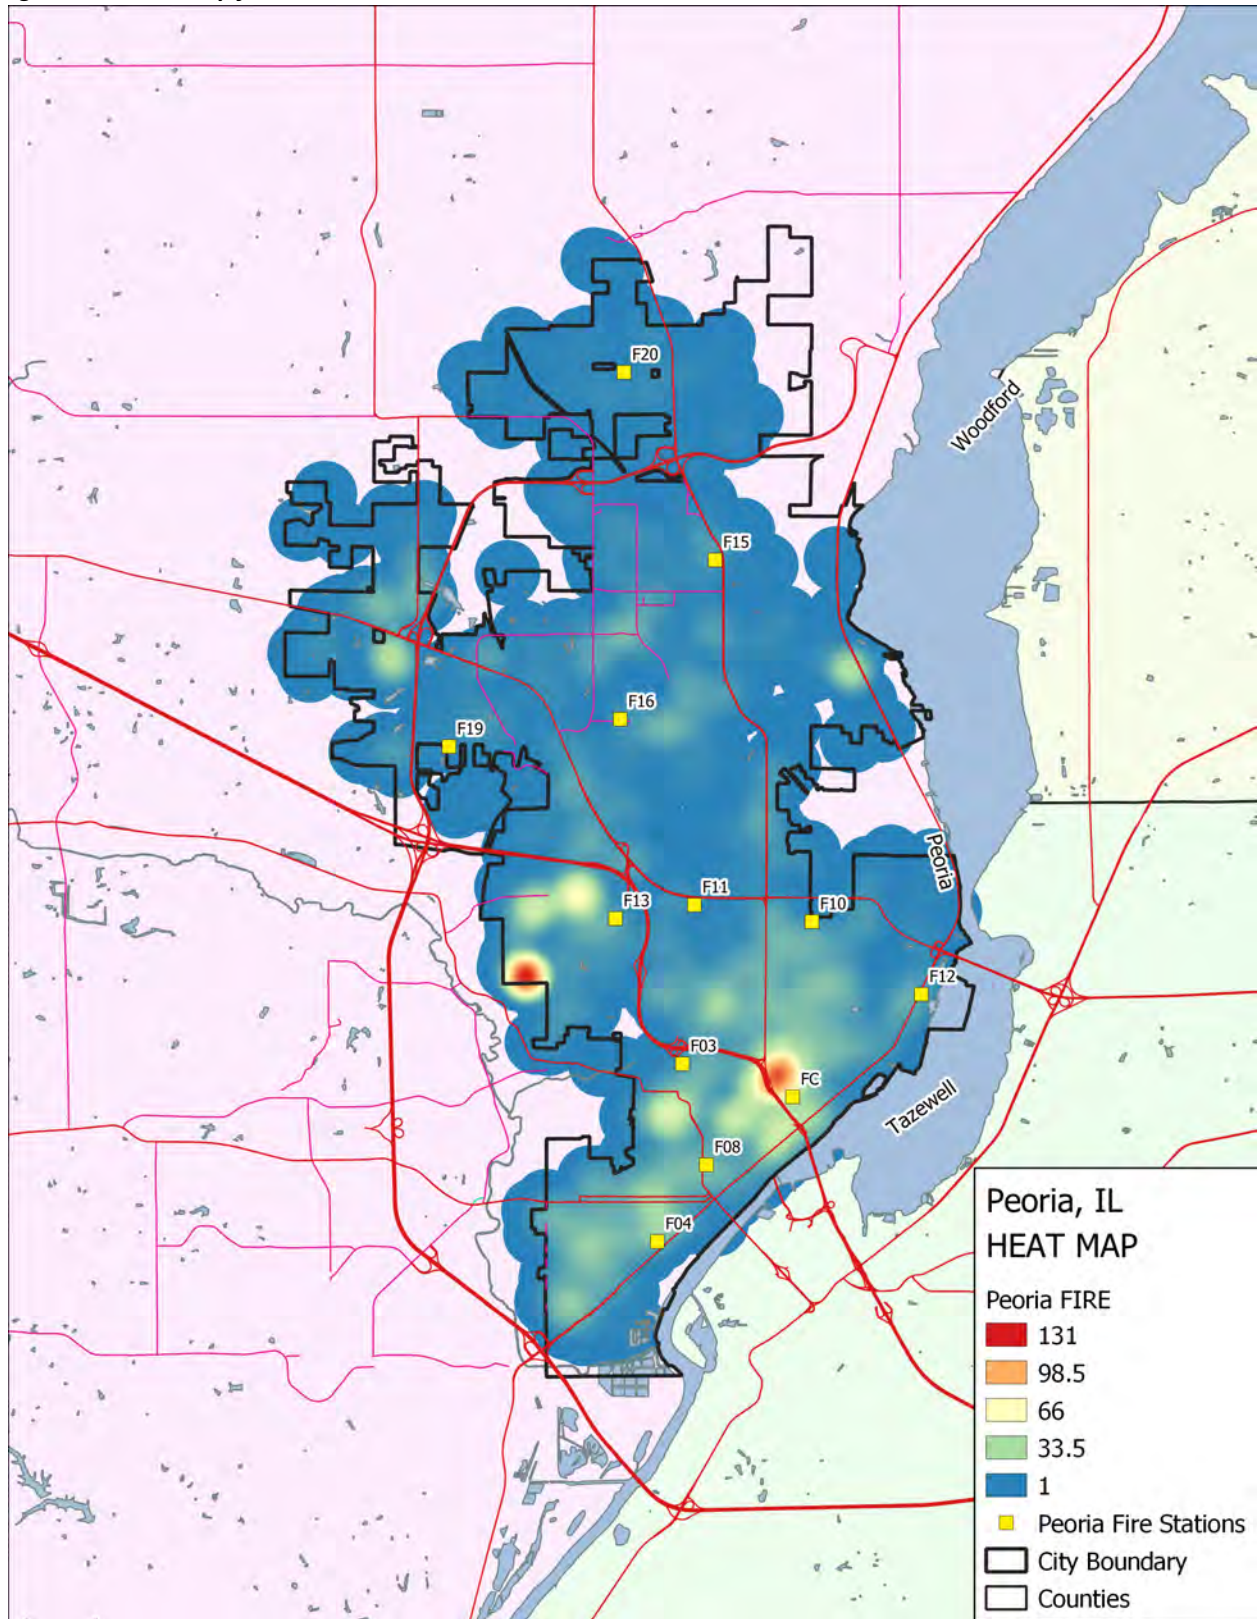 F20
Woodford
F15
F16
F19
Peoria
F11
F13
F10
F12
F03
FC
Tazewell
F08
F04
Peoria, IL
HEAT MAP
Peoria FIRE
131
98.5
66
33.5
1
Peoria Fire Stations
City Boundary
Counties